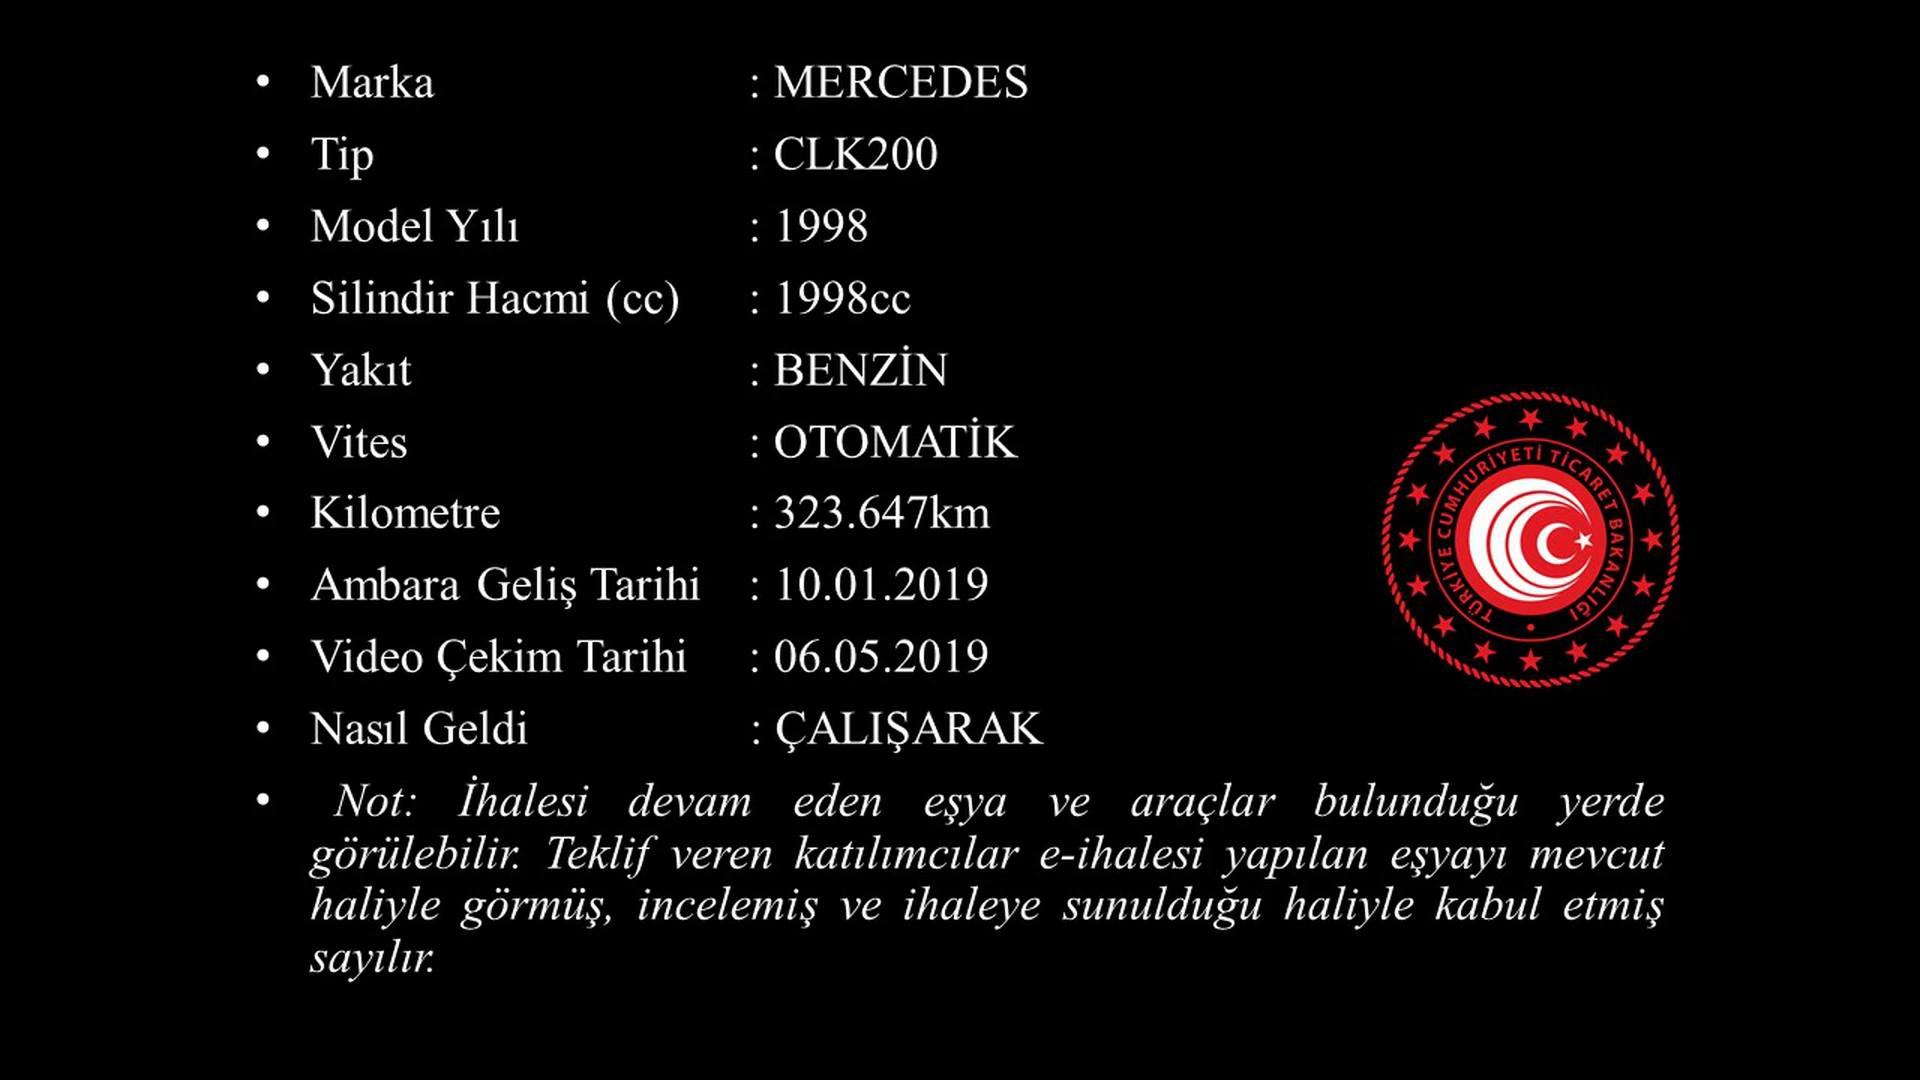 • Marka : MERCEDES
• Tip : CLK200
• Model Yılı : 1998
• Silindir Hacmi (cc) : 1998cc
• Yakıt : BENZİN
• Vites : OTOMATİK
• Kilometre : 323.647km
• Ambara Geliş Tarihi : 10.01.2019
• Video Çekim Tarihi : 06.05.2019
• Nasıl Geldi : ÇALIŞARAK
• Not: İhalesi devam eden eşya ve araçlar bulunduğu yerde
görülebilir. Teklif veren katılımcılar e-ihalesi yapılan eşyayı mevcut
haliyle görmüş, incelemiş ve ihaleye sunulduğu haliyle kabul etmiş
sayılır.
TÜRKİYE CUMHURİYETİ TİCARET BAKANLIĞI